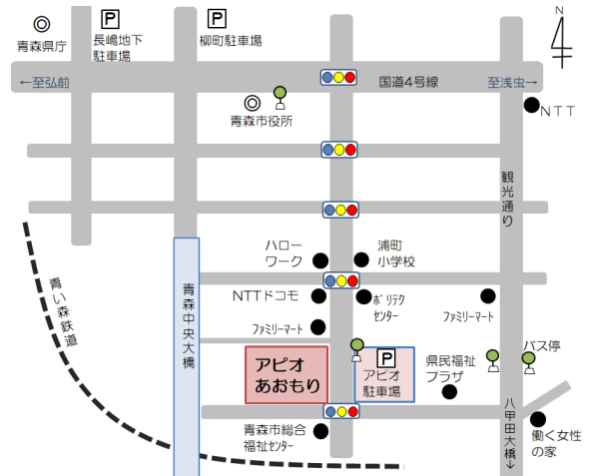 N
P
P
青森県庁
長嶋地下
駐車場
柳町駐車場
←至弘前
国道4号線
至浅虫→
NTT
青森市役所
観光通り
ハロー
ワーク
浦町
小学校
青い森鉄道
青森中央大橋
NTTドコモ
ポリテク
センター
ファミリーマート
ファミリーマート
アピオ
あおもり
P
アピオ
駐車場
県民福祉
プラザ
バス停
青森市総合
福祉センター
八甲田大橋↓
働く女性
の家